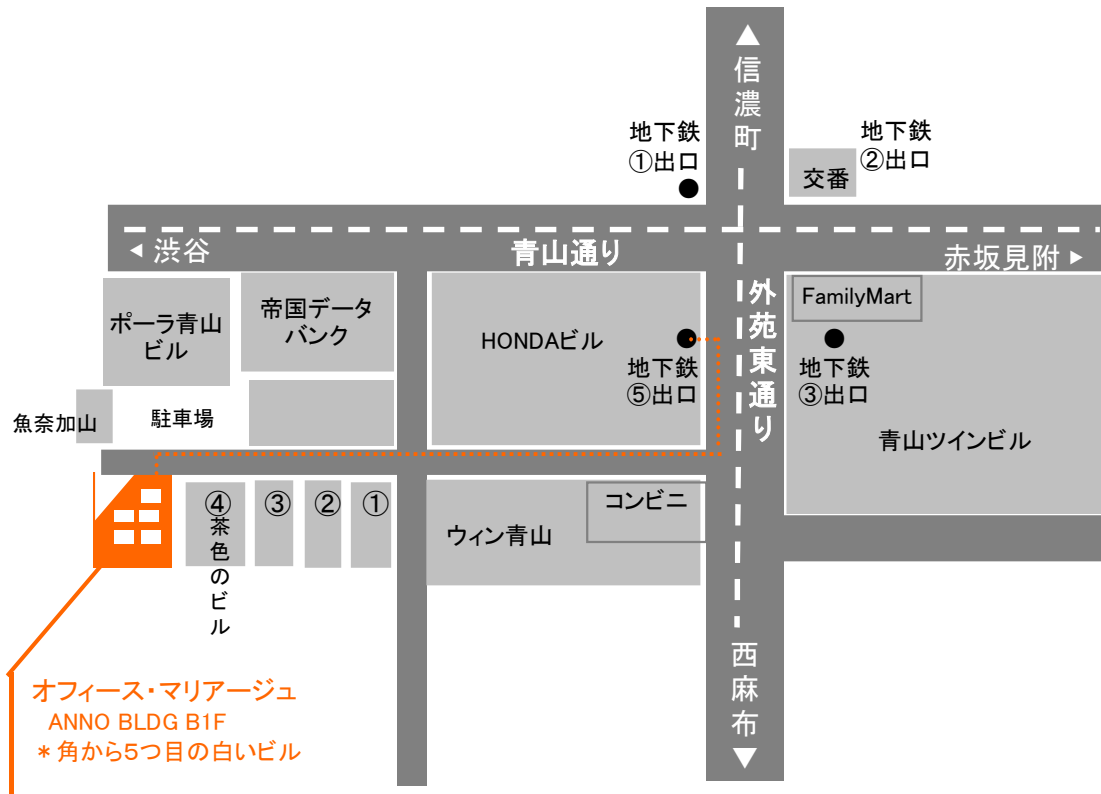 ▲
信濃町
地下鉄
①出口
地下鉄
②出口
交番
◀ 渋谷
青山通り
赤坂見附 ▶
外苑東通り
FamilyMart
ポーラ青山
ビル
帝国データ
バンク
HONDAビル
地下鉄
⑤出口
地下鉄
③出口
魚奈加山
駐車場
青山ツインビル
④
茶色のビル
③
②
①
コンビニ
ウィン青山
西麻布
▼
オフィース・マリアージュ
ANNO BLDG B1F
*角から5つ目の白いビル